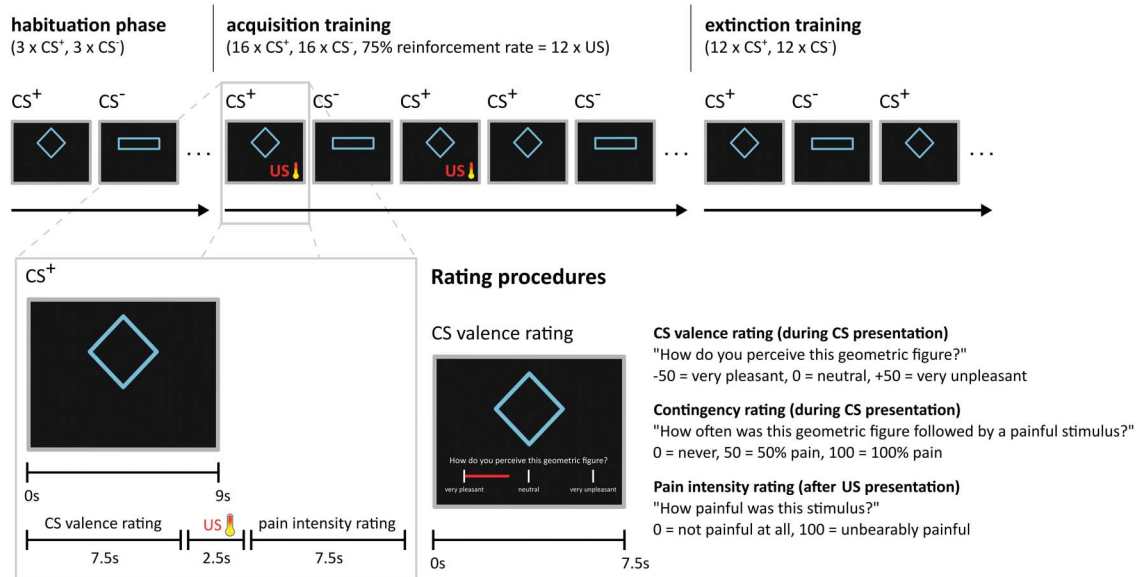 habituation phase
(3 x CS+, 3 x CS-)
acquisition training
(16 x CS+, 16 x CS-, 75% reinforcement rate = 12 x US)
extinction training
(12 x CS+, 12 x CS-)
CS+ CS- CS+ CS- CS+ CS+ CS- CS+ CS- CS+
... US US ... ...
CS+
0s 9s
CS valence rating US pain intensity rating
7.5s 2.5s 7.5s
Rating procedures
CS valence rating
How do you perceive this geometric figure?
very pleasant neutral very unpleasant
0s 7.5s
CS valence rating (during CS presentation)
"How do you perceive this geometric figure?"
-50 = very pleasant, 0 = neutral, +50 = very unpleasant
Contingency rating (during CS presentation)
"How often was this geometric figure followed by a painful stimulus?"
0 = never, 50 = 50% pain, 100 = 100% pain
Pain intensity rating (after US presentation)
"How painful was this stimulus?"
0 = not painful at all, 100 = unbearably painful